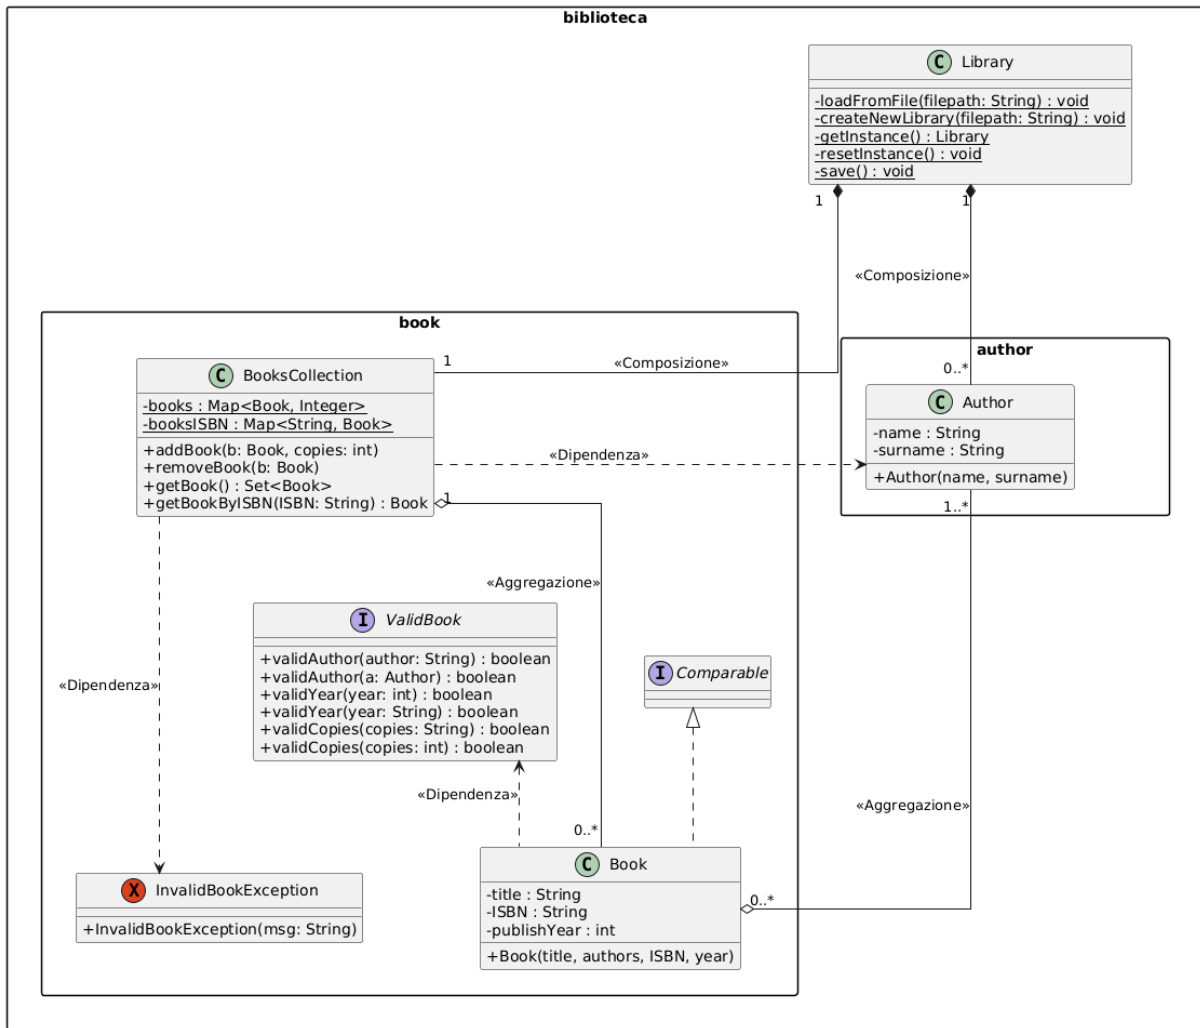 biblioteca
C Library
-loadFromFile(filepath: String) : void
-createNewLibrary(filepath: String) : void
-getInstance() : Library
-resetInstance() : void
-save() : void
1
1
«Composizione»
book
author
1
«Composizione»
0..*
C BooksCollection
-books : Map<Book, Integer>
-booksISBN : Map<String, Book>
+addBook(b: Book, copies: int)
+removeBook(b: Book)
+getBook() : Set<Book>
+getBookByISBN(ISBN: String) : Book
C Author
-name : String
-surname : String
+Author(name, surname)
«Dipendenza»
1
1..*
«Aggregazione»
I ValidBook
+validAuthor(author: String) : boolean
+validAuthor(a: Author) : boolean
+validYear(year: int) : boolean
+validYear(year: String) : boolean
+validCopies(copies: String) : boolean
+validCopies(copies: int) : boolean
I Comparable
«Dipendenza»
«Dipendenza»
«Aggregazione»
0..*
X InvalidBookException
+InvalidBookException(msg: String)
C Book
-title : String
-ISBN : String
-publishYear : int
+Book(title, authors, ISBN, year)
0..*